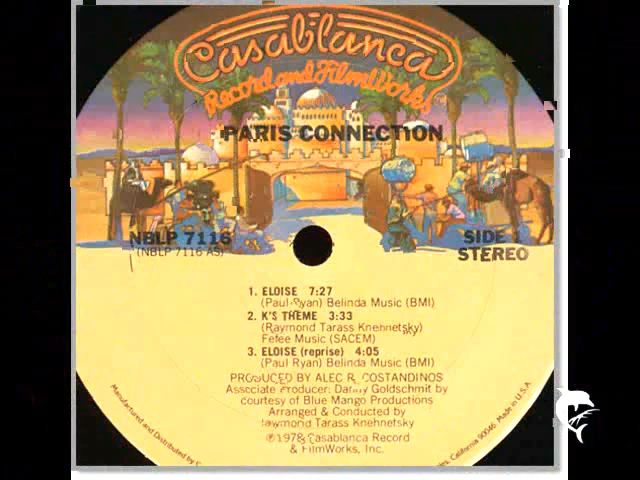 Casablanca
Record and FilmWorks
PARIS CONNECTION
NBLP 7116
(NBLP 7116 AS)
SIDE 1
STEREO
1. ELOISE 7:27
(Paul Ryan) Belinda Music (BMI)
2. K'S THEME 3:33
(Raymond Tarass Knehnetsky)
Fefee Music (SACEM)
3. ELOISE (reprise) 4:05
(Paul Ryan) Belinda Music (BMI)
PRODUCED BY ALEC R. COSTANDINOS
Associate Producer: Danny Goldschmit by
courtesy of Blue Mango Productions
Arranged & Conducted by
Raymond Tarass Knehnetsky
℗1978 Casablanca Record
& FilmWorks, Inc.
Manufactured and Distributed by
California 90046 Made in U.S.A.